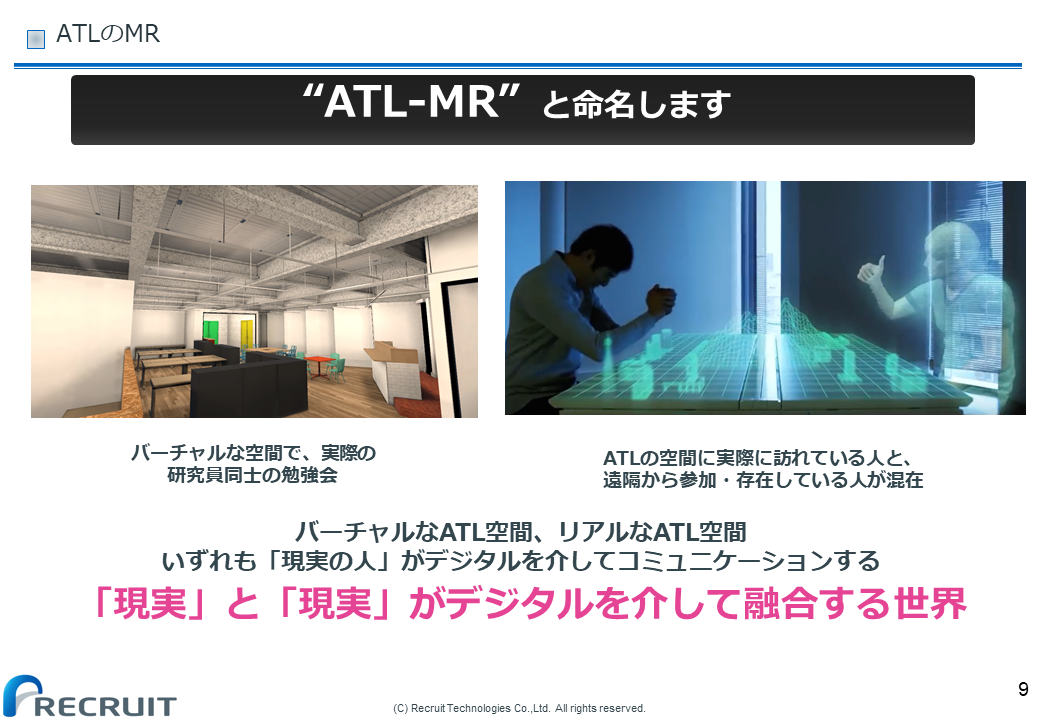 ATLのMR
“ATL-MR” と命名します
バーチャルな空間で、実際の
研究員同士の勉強会
ATLの空間に実際に訪れている人と、
遠隔から参加・存在している人が混在
バーチャルなATL空間、リアルなATL空間
いずれも「現実の人」がデジタルを介してコミュニケーションする
「現実」と「現実」がデジタルを介して融合する世界
RECRUIT
(C) Recruit Technologies Co.,Ltd. All rights reserved.
9